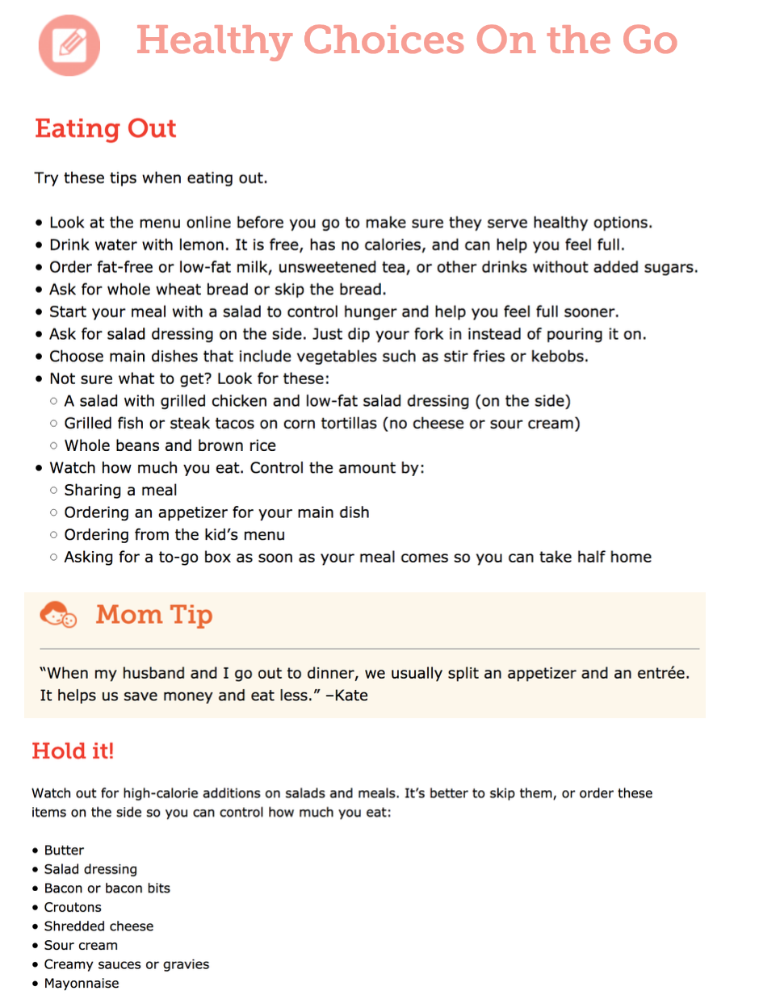 Healthy Choices On the Go
Eating Out
Try these tips when eating out.
• Look at the menu online before you go to make sure they serve healthy options.
• Drink water with lemon. It is free, has no calories, and can help you feel full.
• Order fat-free or low-fat milk, unsweetened tea, or other drinks without added sugars.
• Ask for whole wheat bread or skip the bread.
• Start your meal with a salad to control hunger and help you feel full sooner.
• Ask for salad dressing on the side. Just dip your fork in instead of pouring it on.
• Choose main dishes that include vegetables such as stir fries or kebobs.
• Not sure what to get? Look for these:
○ A salad with grilled chicken and low-fat salad dressing (on the side)
○ Grilled fish or steak tacos on corn tortillas (no cheese or sour cream)
○ Whole beans and brown rice
• Watch how much you eat. Control the amount by:
○ Sharing a meal
○ Ordering an appetizer for your main dish
○ Ordering from the kid’s menu
○ Asking for a to-go box as soon as your meal comes so you can take half home
Mom Tip
“When my husband and I go out to dinner, we usually split an appetizer and an entrée.
It helps us save money and eat less.” –Kate
Hold it!
Watch out for high-calorie additions on salads and meals. It’s better to skip them, or order these
items on the side so you can control how much you eat:
• Butter
• Salad dressing
• Bacon or bacon bits
• Croutons
• Shredded cheese
• Sour cream
• Creamy sauces or gravies
• Mayonnaise